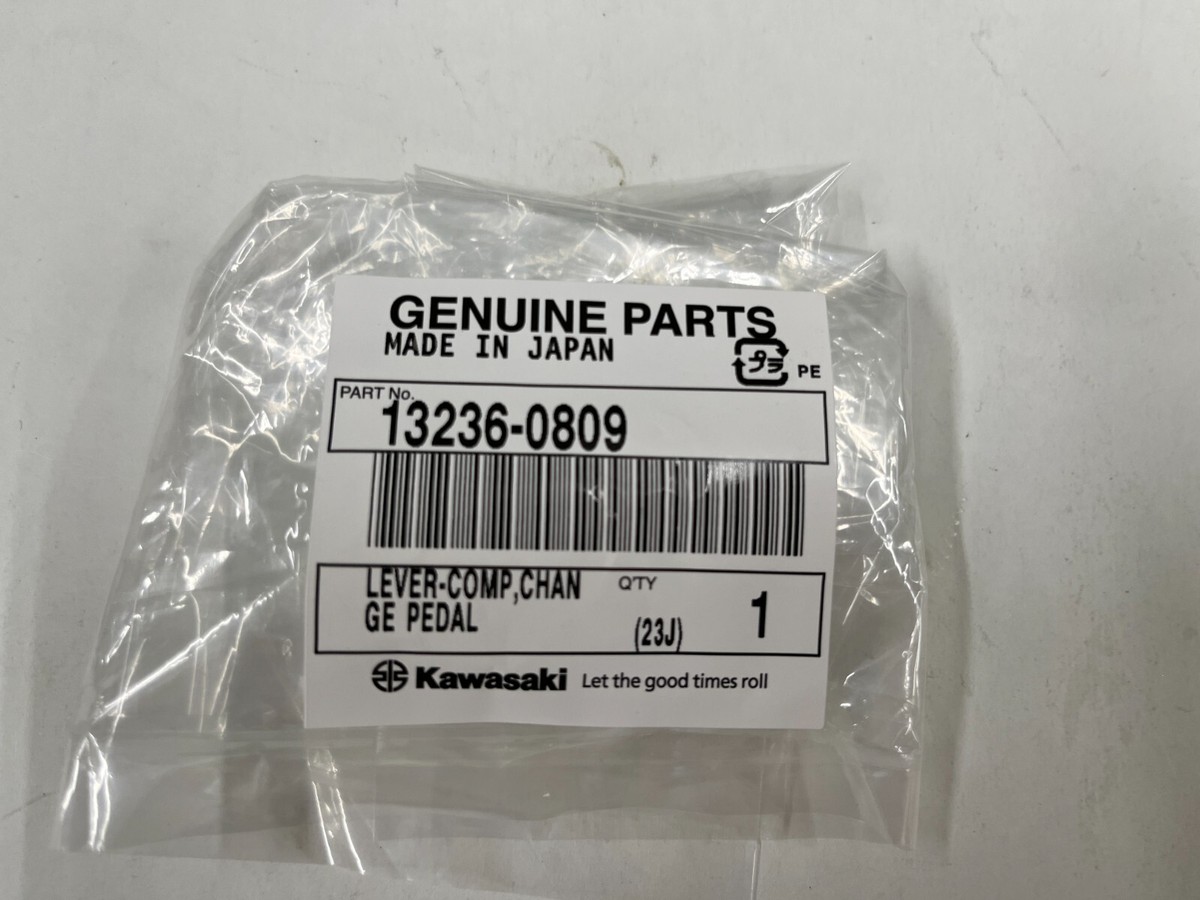 GENUINE PARTS
MADE IN JAPAN
プラ PE
PART No.
13236-0809
LEVER-COMP,CHAN Q'TY
GE PEDAL (23J) 1
Kawasaki Let the good times roll